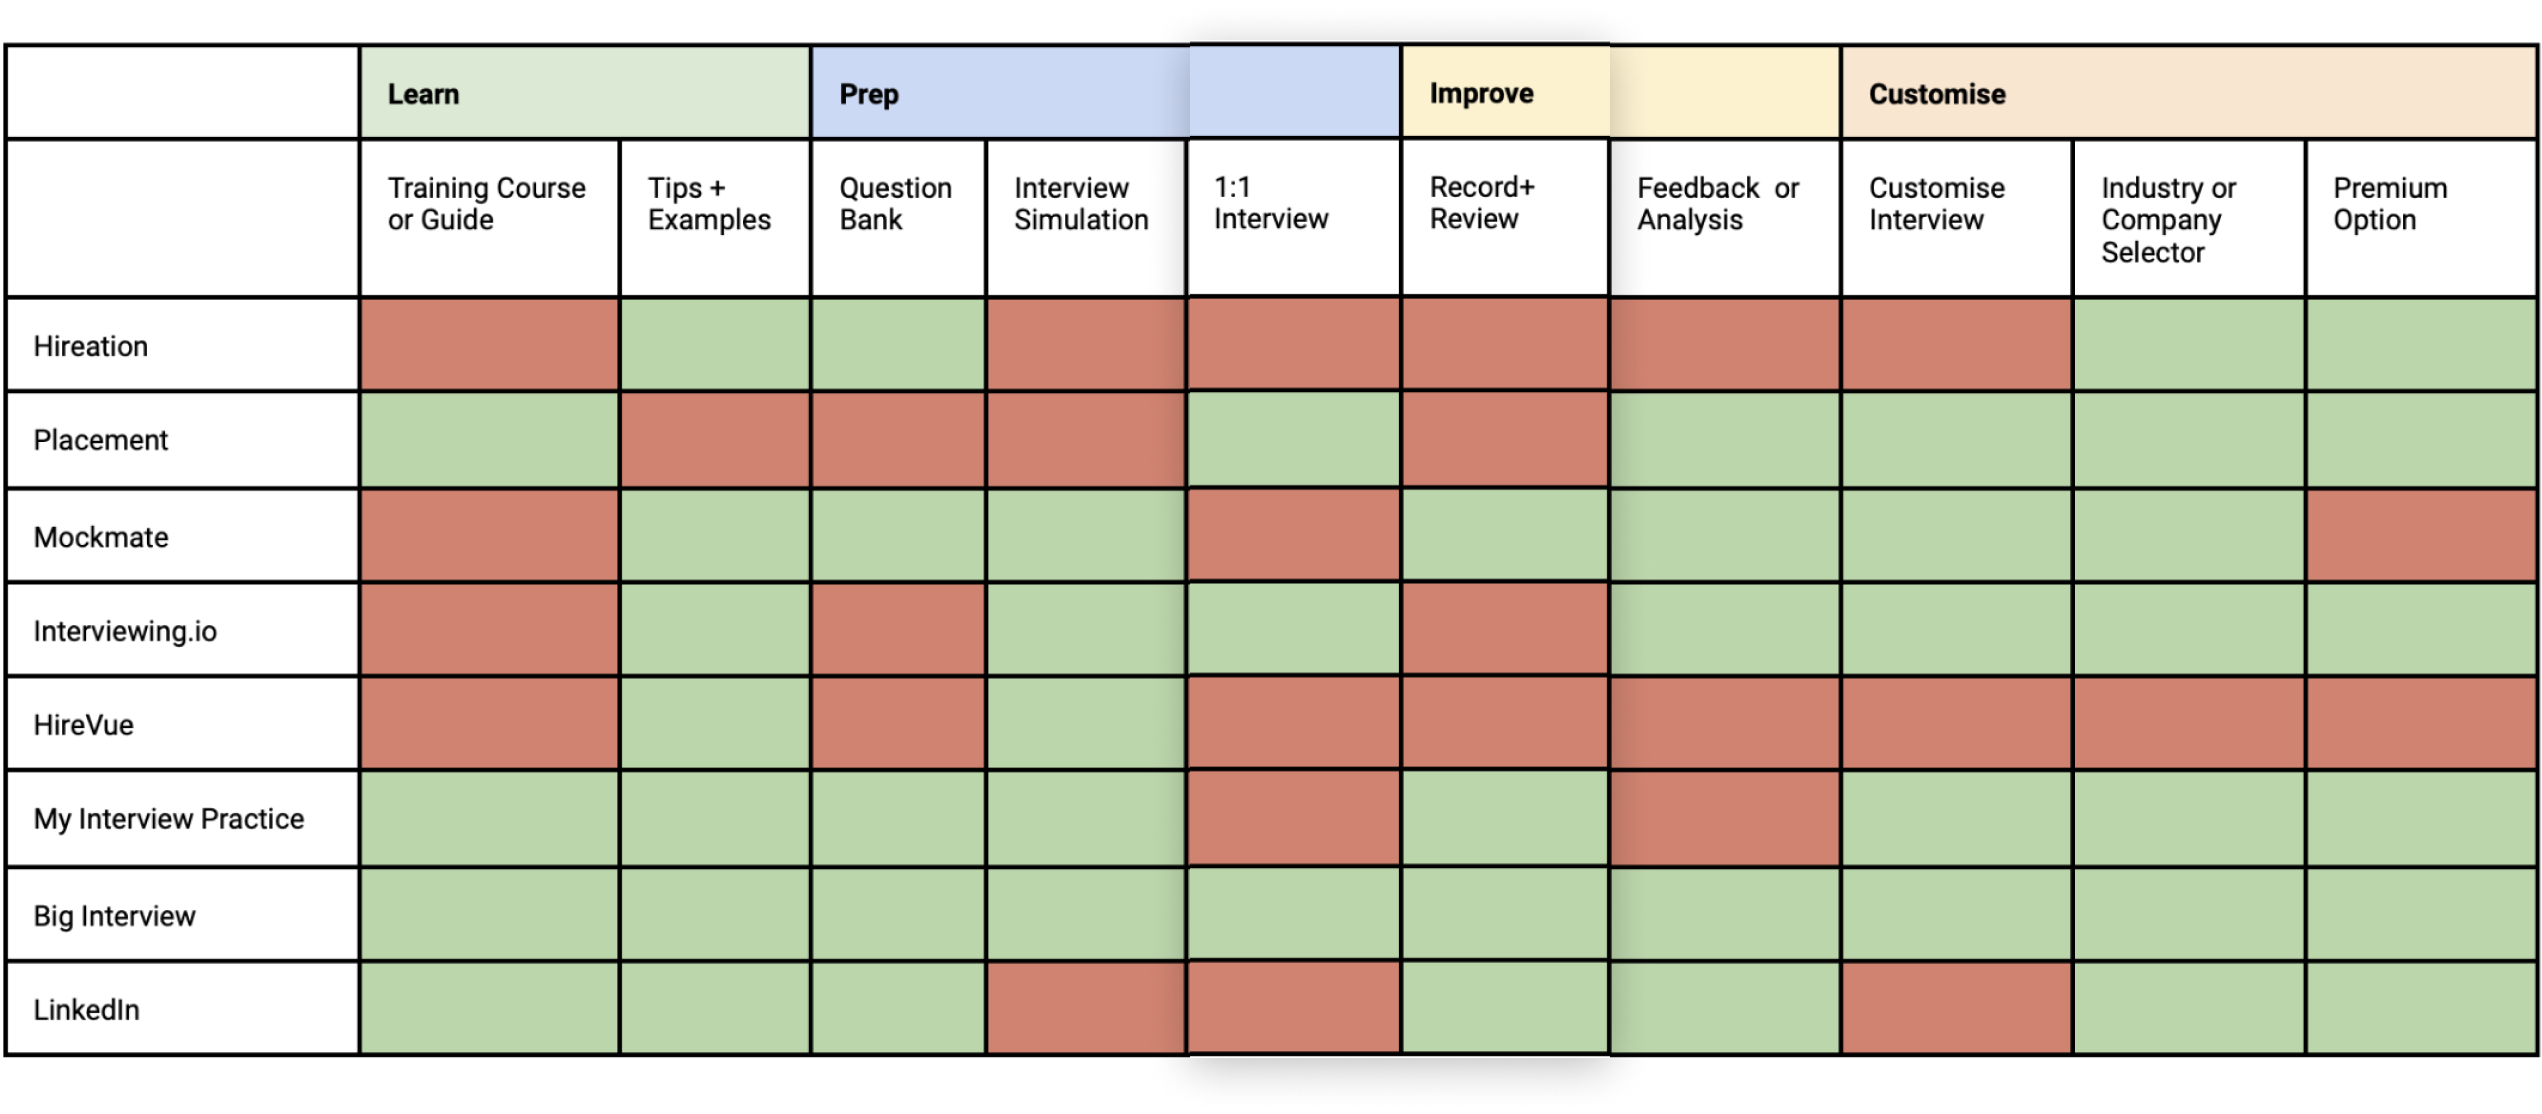 Learn
Prep
Improve
Customise
Training Course
or Guide
Tips +
Examples
Question
Bank
Interview
Simulation
1:1
Interview
Record+
Review
Feedback or
Analysis
Customise
Interview
Industry or
Company
Selector
Premium
Option
Hireation
Placement
Mockmate
Interviewing.io
HireVue
My Interview Practice
Big Interview
LinkedIn